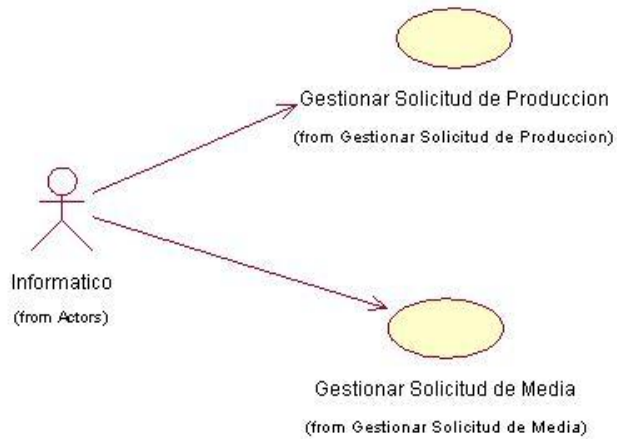 Gestionar Solicitud de Produccion
(from Gestionar Solicitud de Produccion)
Informatico
(from Actors)
Gestionar Solicitud de Media
(from Gestionar Solicitud de Media)